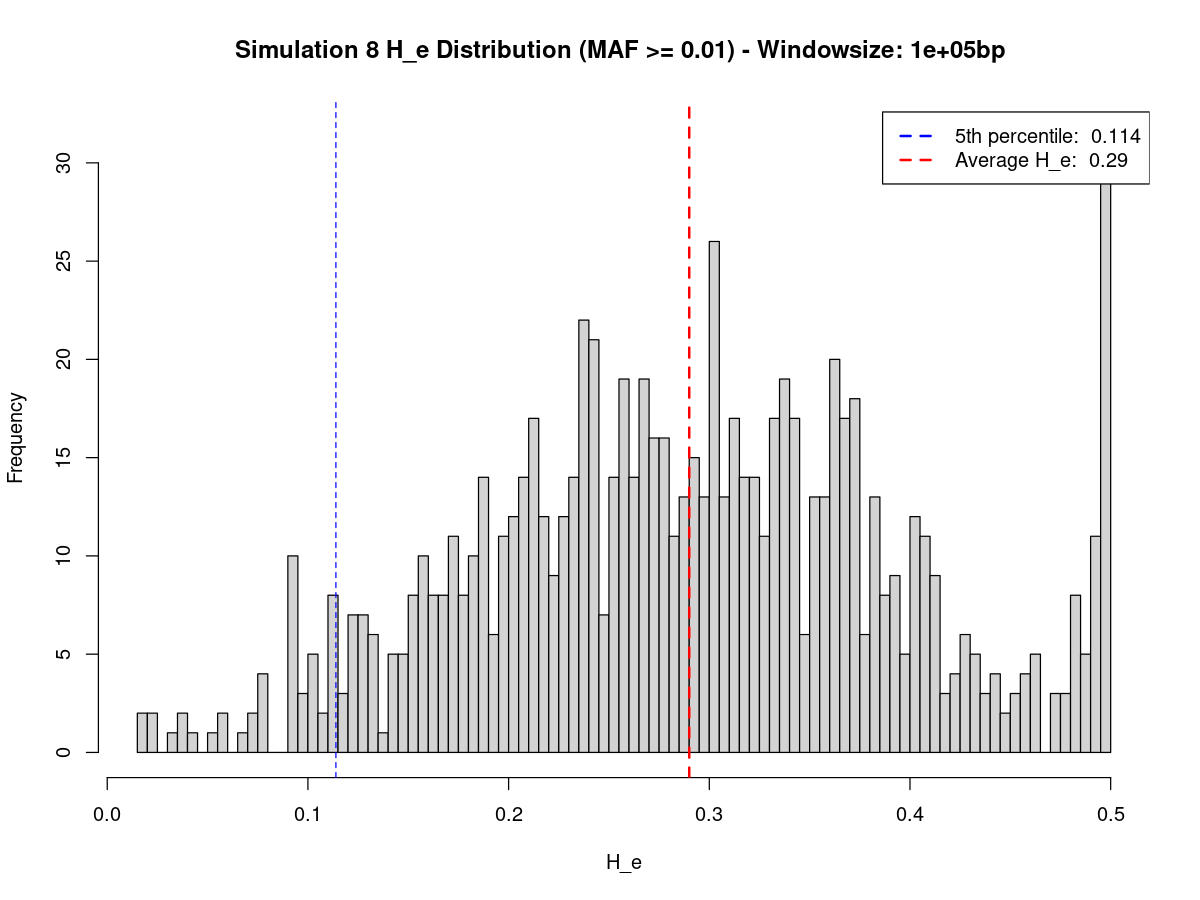 Simulation 8 H_e Distribution (MAF >= 0.01) - Windowsize: 1e+05bp
5th percentile:  0.114
Average H_e:  0.29
Frequency
30
25
20
15
10
5
0
0.0 0.1 0.2 0.3 0.4 0.5
H_e